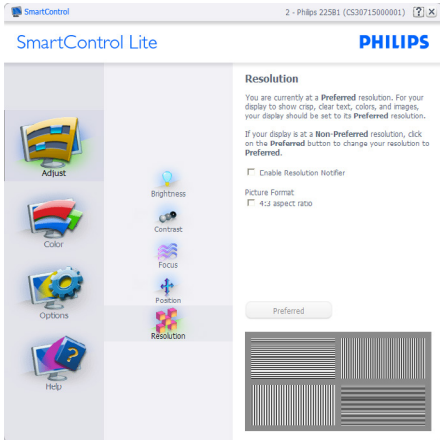 SmartControl
2 - Philips 225B1 (CS30715000001)
SmartControl Lite
PHILIPS
Adjust
Color
Options
Help
Brightness
Contrast
Focus
Position
Resolution
Resolution
You are currently at a Preferred resolution. For your
display to show crisp, clear text, colors, and images,
your display should be set to its Preferred resolution.
If your display is at a Non-Preferred resolution, click
on the Preferred button to change your resolution to
Preferred.
Enable Resolution Notifier
Picture Format
4:3 aspect ratio
Preferred